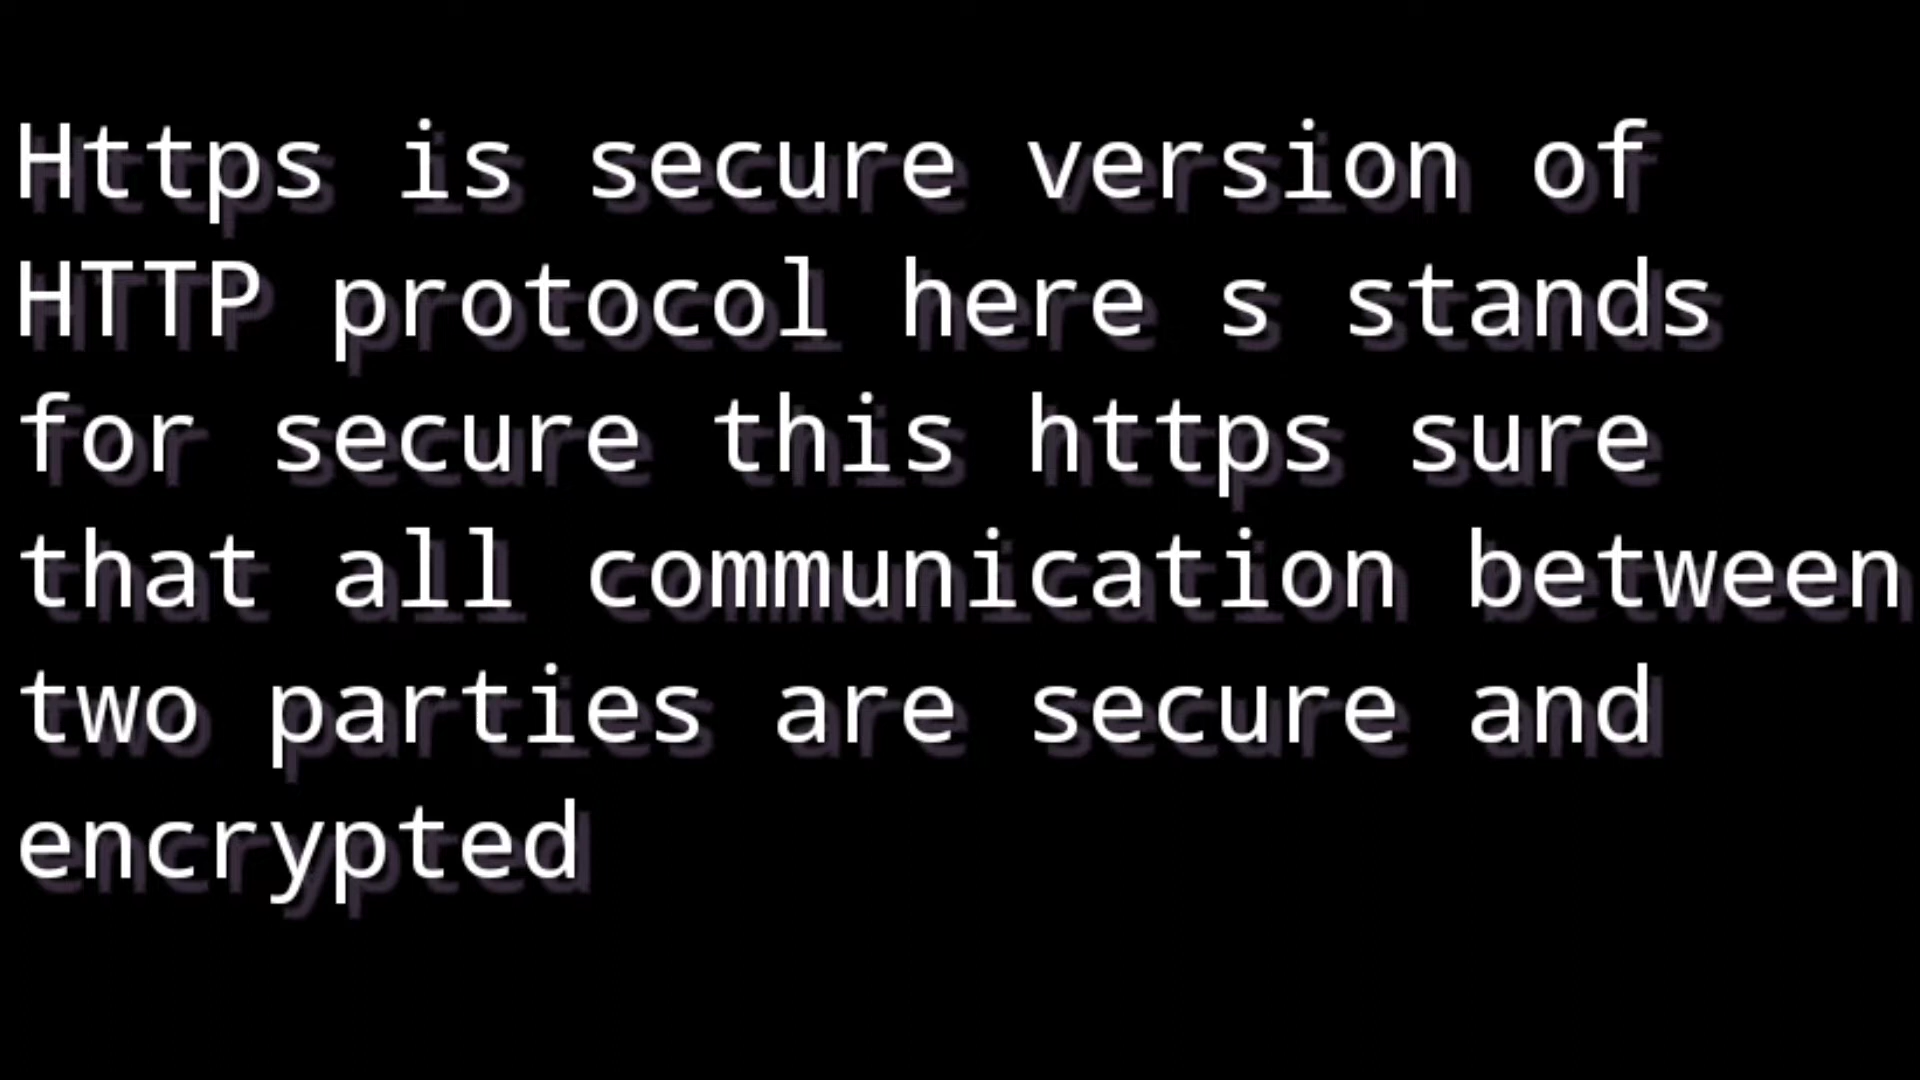 Https is secure version of
HTTP protocol here s stands
for secure this https sure
that all communication between
two parties are secure and
encrypted